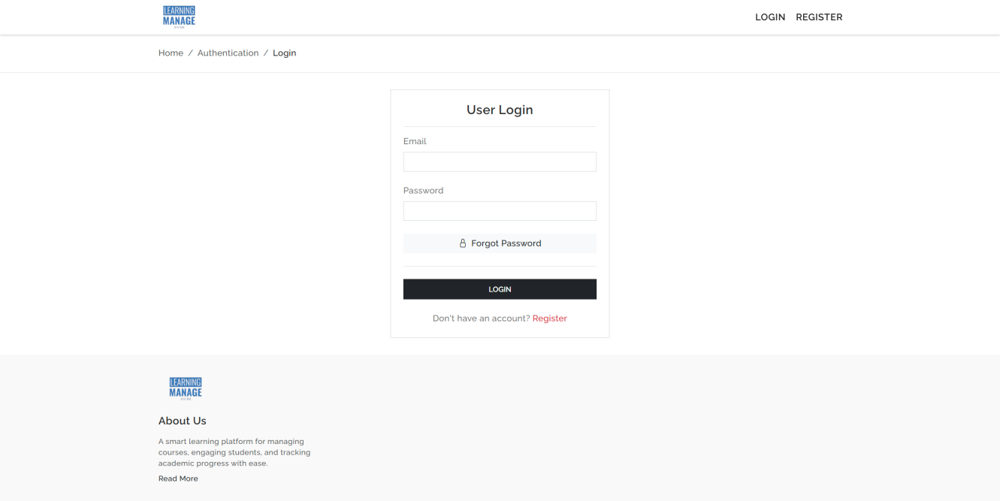 LEARNING
MANAGE
SYSTEM
LOGIN REGISTER
Home / Authentication / Login
User Login
Email
Password
Forgot Password
LOGIN
Don't have an account? Register
LEARNING
MANAGE
SYSTEM
About Us
A smart learning platform for managing
courses, engaging students, and tracking
academic progress with ease.
Read More